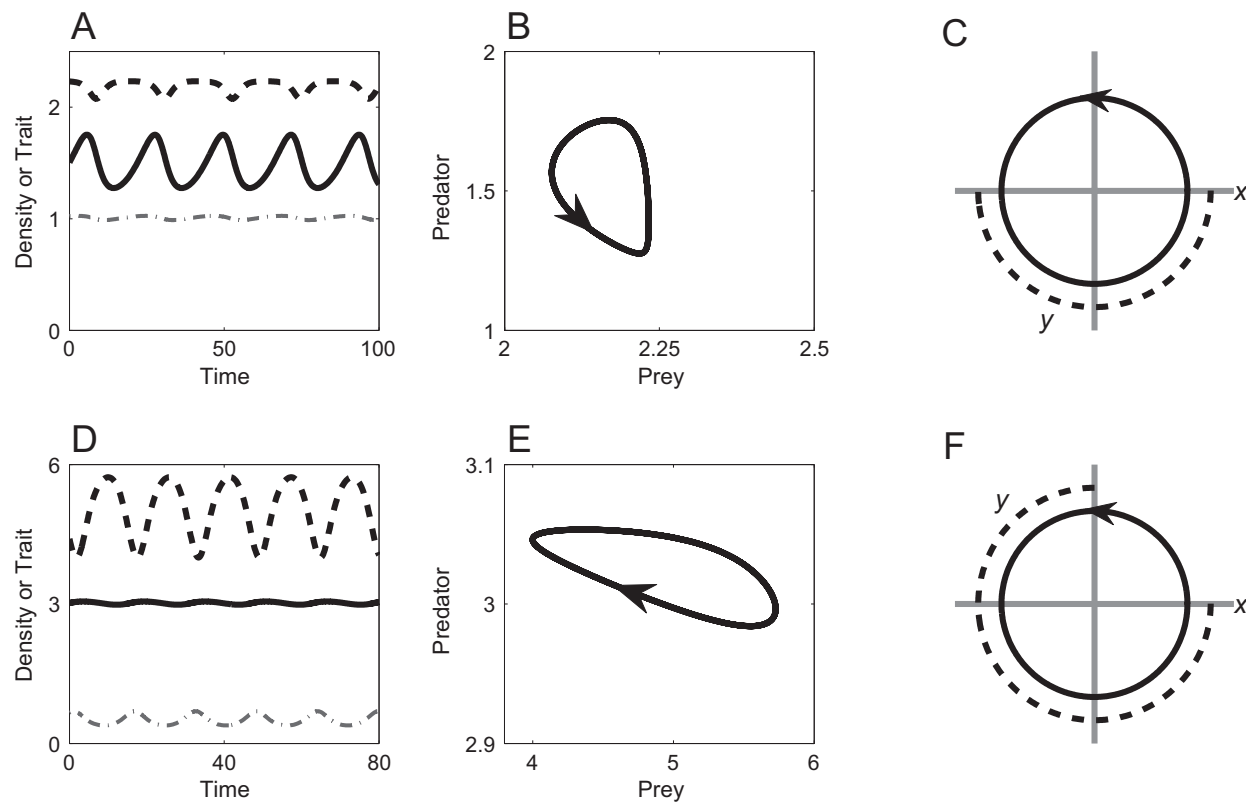 A
Density or Trait
2
1
0
0 50 100
Time
B
Predator
2
1.5
1
2 2.25 2.5
Prey
C
x
y
D
Density or Trait
6
3
0
0 40 80
Time
E
Predator
3.1
3
2.9
4 5 6
Prey
F
y
x